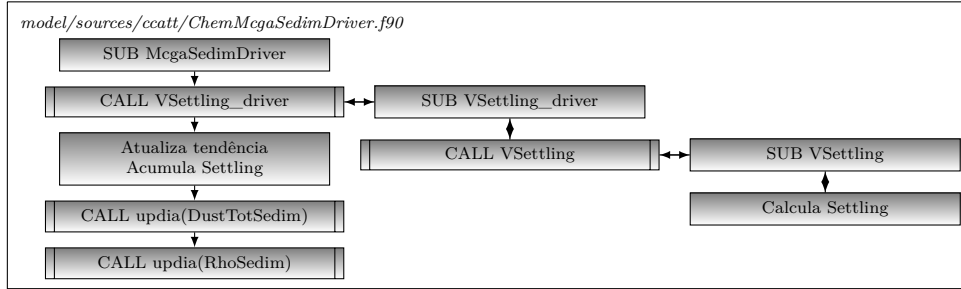 model/sources/ccatt/ChemMcgaSedimDriver.f90
SUB McgaSedimDriver
CALL VSettling_driver
SUB VSettling_driver
Atualiza tendência
Acumula Settling
CALL VSettling
SUB VSettling
CALL updia(DustTotSedim)
Calcula Settling
CALL updia(RhoSedim)